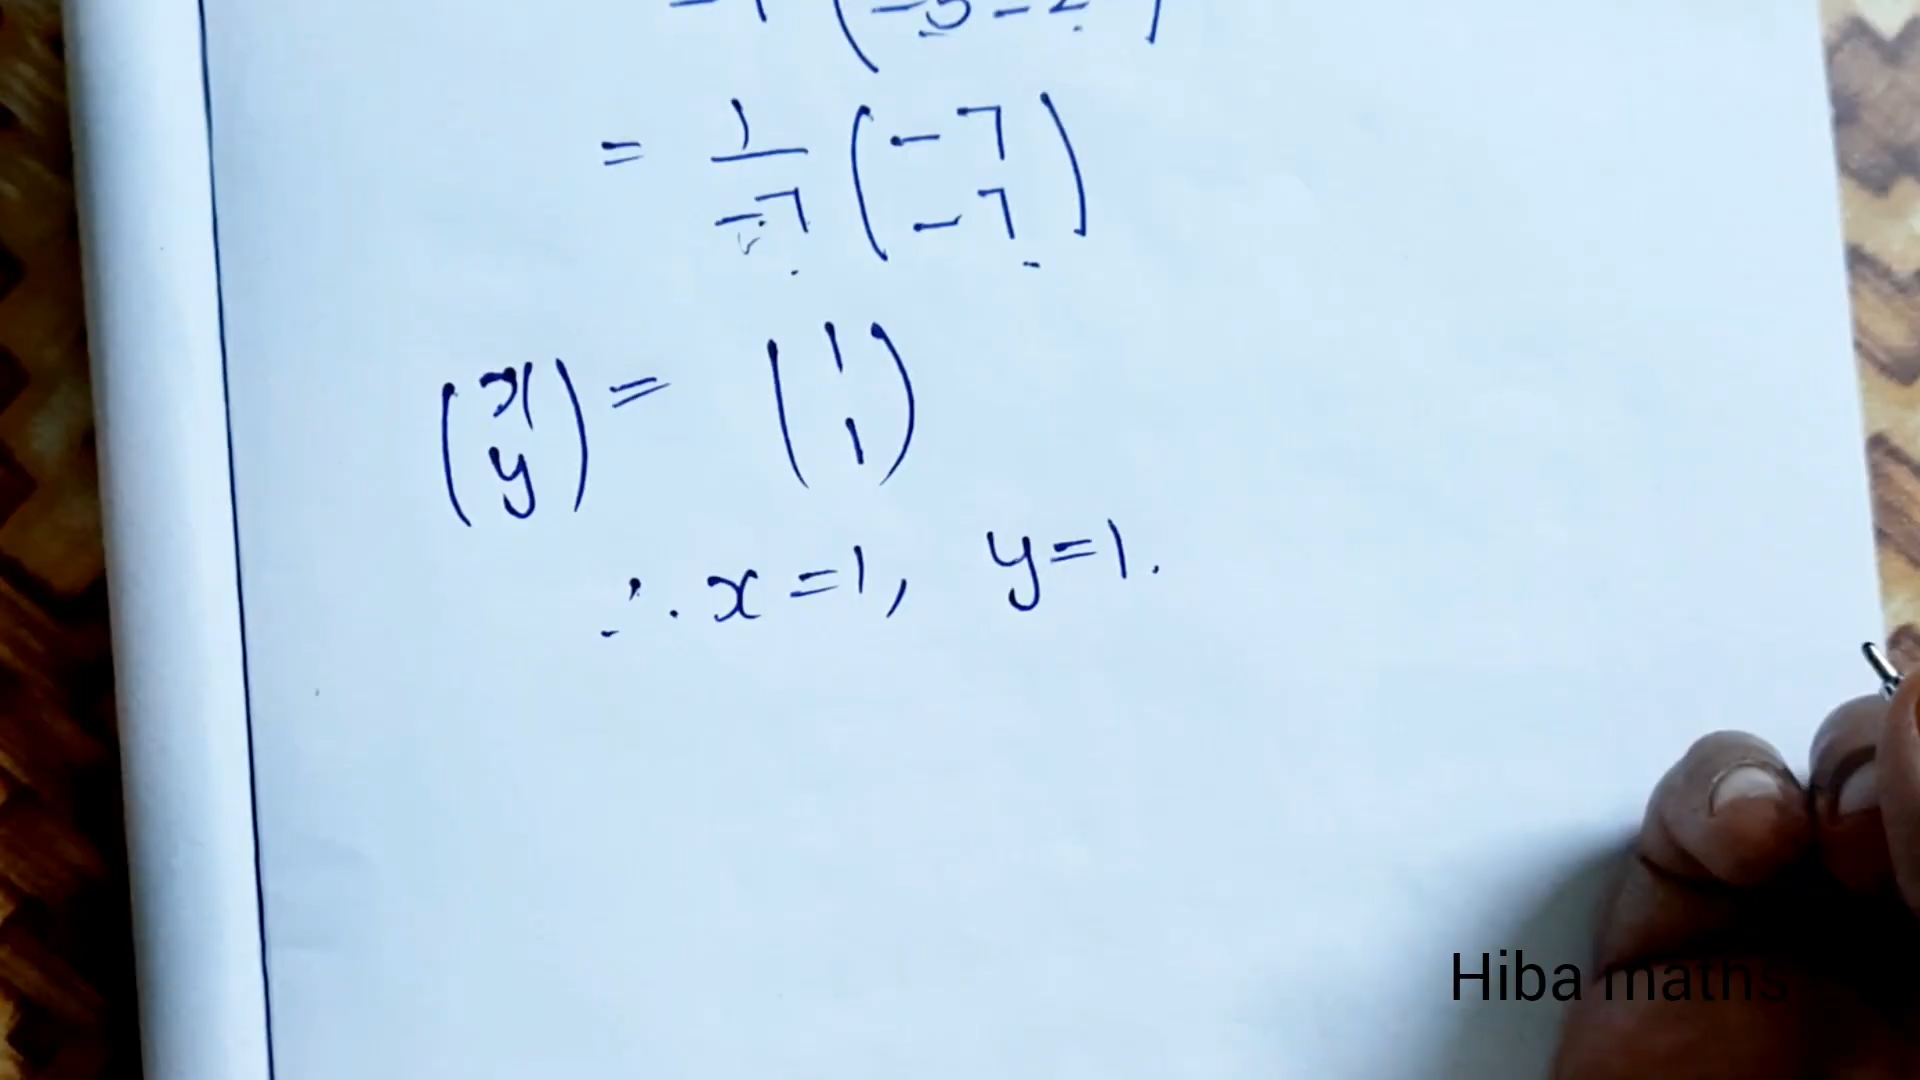 = 1/-7 (-7 -7)
(x y) = (1 1)
∴ x = 1, y = 1.
Hiba maths